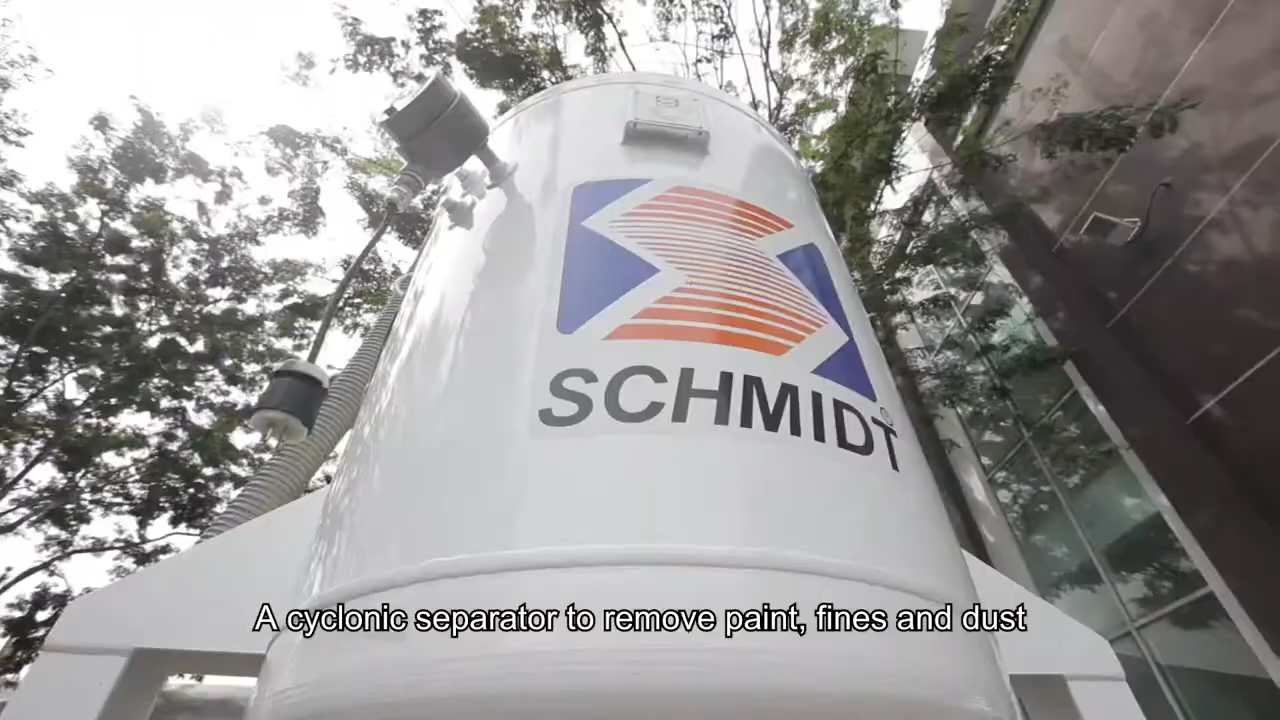 SCHMIDT®
A cyclonic separator to remove paint, fines and dust